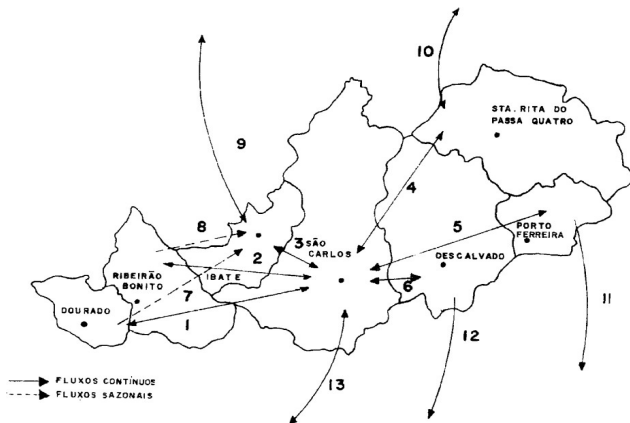 10
STA. RITA DO
PASSA QUATRO
9
4
8
5
3
SÃO
CARLOS
PORTO
FERREIRA
2
IBATE
DESCALVADO
RIBEIRÃO
BONITO
7
6
11
DOURADO
1
12
13
FLUXOS CONTÍNUOS
FLUXOS SAZONAIS